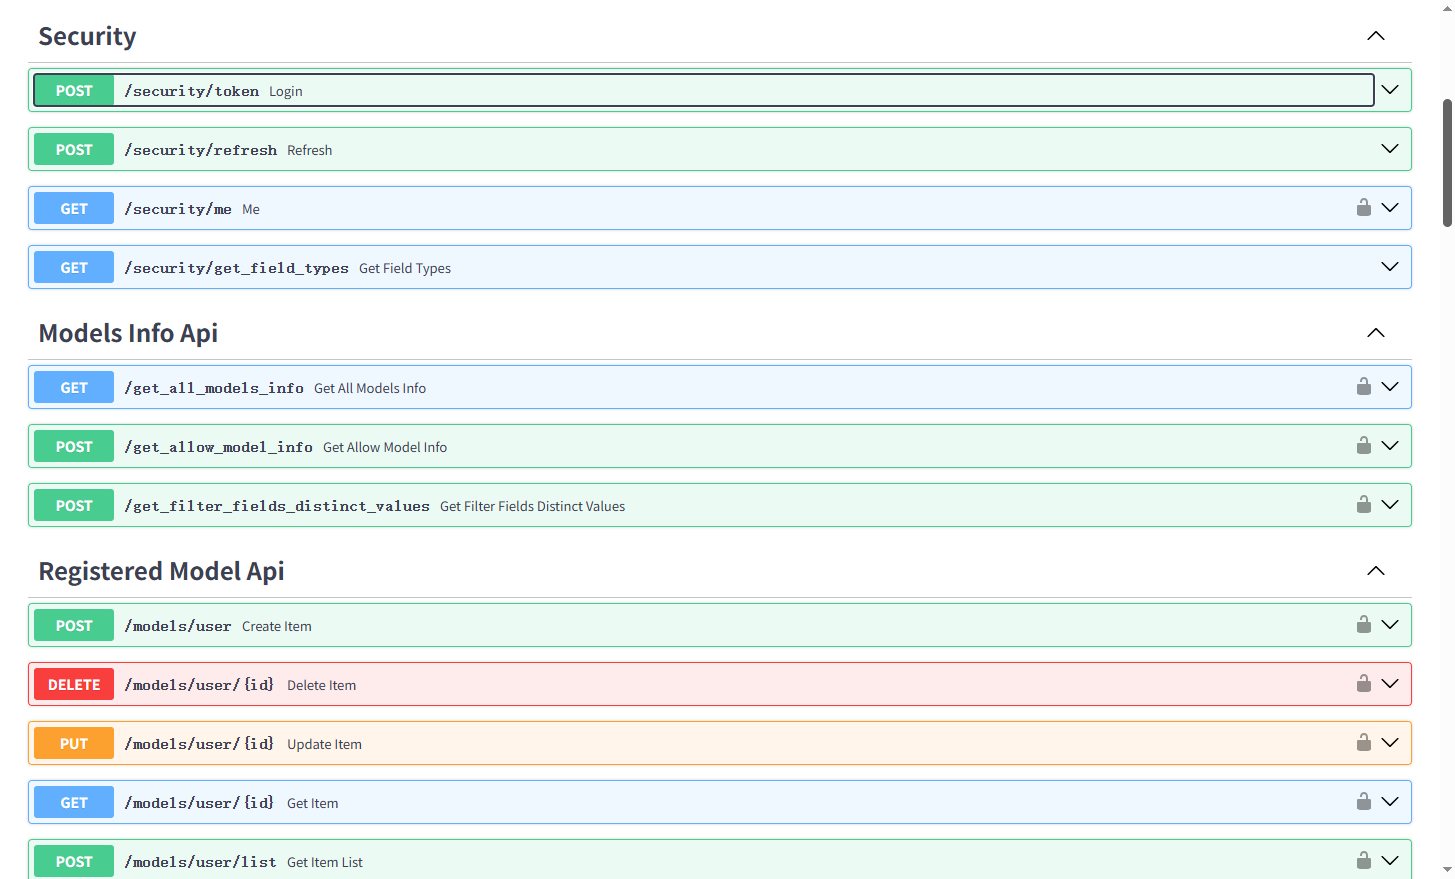 Security
POST /security/token Login
POST /security/refresh Refresh
GET /security/me Me
GET /security/get_field_types Get Field Types
Models Info Api
GET /get_all_models_info Get All Models Info
POST /get_allow_model_info Get Allow Model Info
POST /get_filter_fields_distinct_values Get Filter Fields Distinct Values
Registered Model Api
POST /models/user Create Item
DELETE /models/user/{id} Delete Item
PUT /models/user/{id} Update Item
GET /models/user/{id} Get Item
POST /models/user/list Get Item List